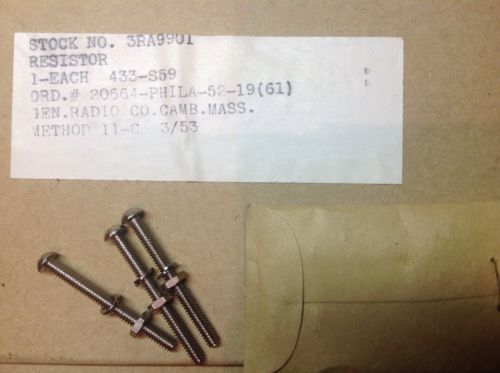 STOCK NO. 3RA9901
RESISTOR
1-EACH 433-S59
ORD.# 20664-PHILA-52-19(61)
GEN.RADIO CO.CAMB.MASS.
METHOD 11-C 3/53